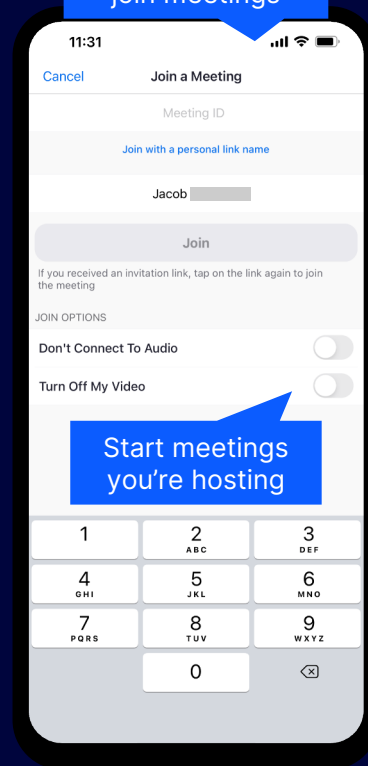 join meetings
11:31
Cancel
Join a Meeting
Meeting ID
Join with a personal link name
Jacob
Join
If you received an invitation link, tap on the link again to join
the meeting
JOIN OPTIONS
Don't Connect To Audio
Turn Off My Video
Start meetings
you're hosting
1
2
ABC
3
DEF
4
GHI
5
JKL
6
MNO
7
PQRS
8
TUV
9
WXYZ
0